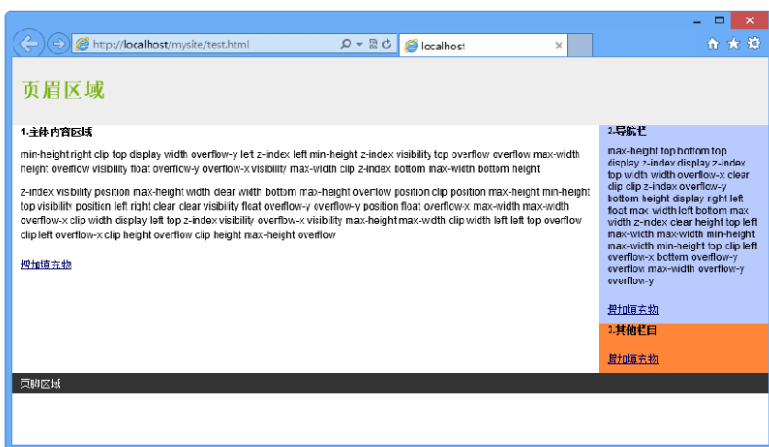 http://localhost/mysite/test.html
localhost
页眉区域
1.主体内容区域
min-height right clip top display width overflow-y left z-index left min-height z-index visibility top overflow overflow max-width
height overflow visibility float overflow-y overflow-x visibility max-width clip z-index bottom max-width bottom height
z-index visibility position max-height width clear width bottom max-height overflow position clip position max-height min-height
top visibility position left right clear clear visibility float overflow-y overflow-y position float overflow-x max-width max-width
overflow-x clip width display left top z-index visibility overflow-x visibility max-height max-width clip width left left top overflow
clip left overflow-x clip height overflow clip height max-height overflow
增加填充物
2.导航栏
max-height top bottom top
display z-index display z-index
top width overflow-x clear
clip clip z-index overflow-y
bottom height display right left
float max-width left bottom max-
width z-index clear height top left
max-width max-width min-height
max-width min-height top clip left
overflow-x bottom overflow-y
overflow max-width overflow-y
overflow-y
增加填充物
3.其他栏目
增加填充物
页脚区域